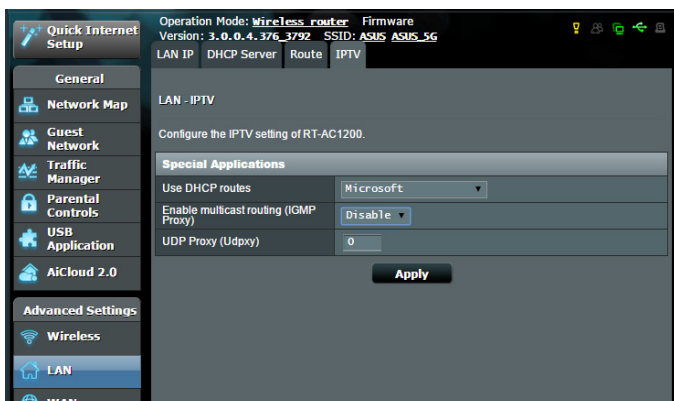 Quick Internet
Setup
Operation Mode: Wireless router Firmware
Version: 3.0.0.4.376_3792 SSID: ASUS ASUS_5G
LAN IP DHCP Server Route IPTV
General
Network Map
Guest
Network
Traffic
Manager
Parental
Controls
USB
Application
AiCloud 2.0
Advanced Settings
Wireless
LAN
WAN
LAN - IPTV
Configure the IPTV setting of RT-AC1200.
Special Applications
Use DHCP routes Microsoft
Enable multicast routing (IGMP
Proxy) Disable
UDP Proxy (Udpxy) 0
Apply